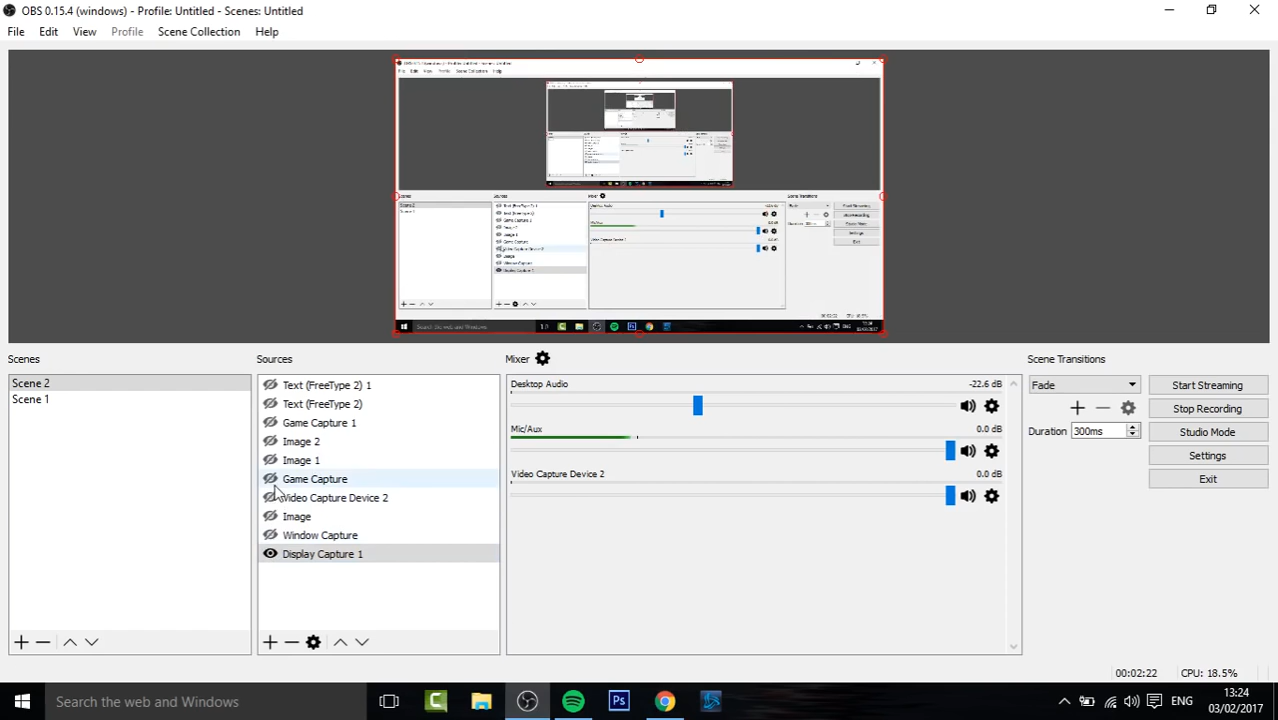 OBS 0.15.4 (windows) - Profile: Untitled - Scenes: Untitled
File Edit View Profile Scene Collection Help
Scenes
Scene 2
Scene 1
Sources
Text (FreeType 2) 1
Text (FreeType 2)
Game Capture 1
Image 2
Image 1
Game Capture
Video Capture Device 2
Image
Window Capture
Display Capture 1
Mixer
Desktop Audio -22.6 dB
Mic/Aux 0.0 dB
Video Capture Device 2 0.0 dB
Scene Transitions
Fade
Duration 300ms
Start Streaming
Stop Recording
Studio Mode
Settings
Exit
00:02:22 CPU: 18.5%
Search the web and Windows
Ps
ENG
13:24
03/02/2017